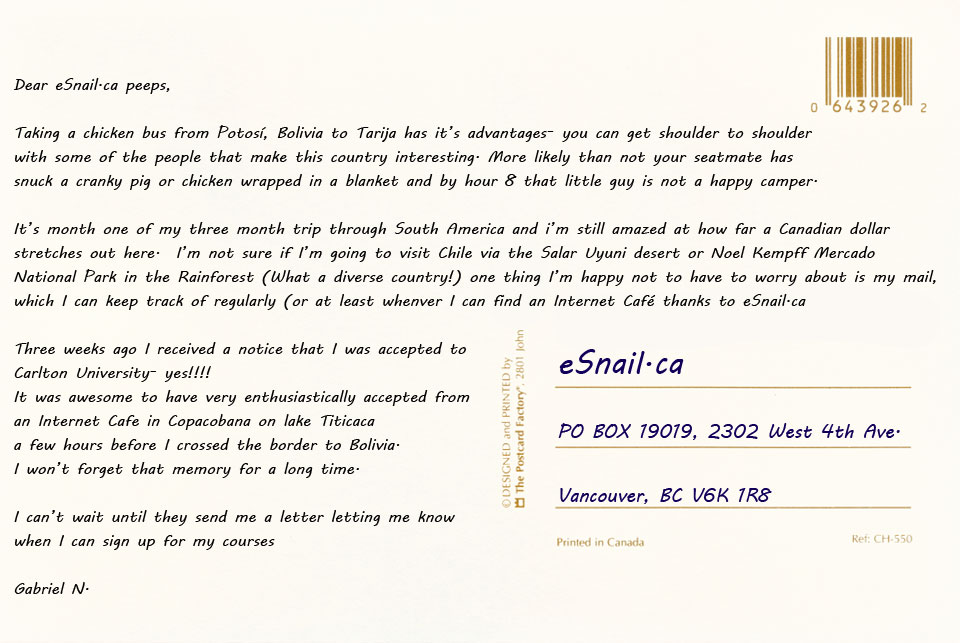 Dear eSnail.ca peeps,
0 643926 2
Taking a chicken bus from Potosí, Bolivia to Tarija has it's advantages- you can get shoulder to shoulder
with some of the people that make this country interesting. More likely than not your seatmate has
snuck a cranky pig or chicken wrapped in a blanket and by hour 8 that little guy is not a happy camper.
It's month one of my three month trip through South America and i'm still amazed at how far a Canadian dollar
stretches out here. I'm not sure if I'm going to visit Chile via the Salar Uyuni desert or Noel Kempff Mercado
National Park in the Rainforest (What a diverse country!) one thing I'm happy not to have to worry about is my mail,
which I can keep track of regularly (or at least whenver I can find an Internet Café thanks to eSnail.ca
Three weeks ago I received a notice that I was accepted to
Carlton University- yes!!!!
It was awesome to have very enthusiastically accepted from
an Internet Cafe in Copacobana on lake Titicaca
a few hours before I crossed the border to Bolivia.
I won't forget that memory for a long time.
I can't wait until they send me a letter letting me know
when I can sign up for my courses
Gabriel N.
© DESIGNED and PRINTED by
The Postcard Factory®, 2801 John
eSnail.ca
PO BOX 19019, 2302 West 4th Ave.
Vancouver, BC V6K 1R8
Printed in Canada
Ref: CH-550